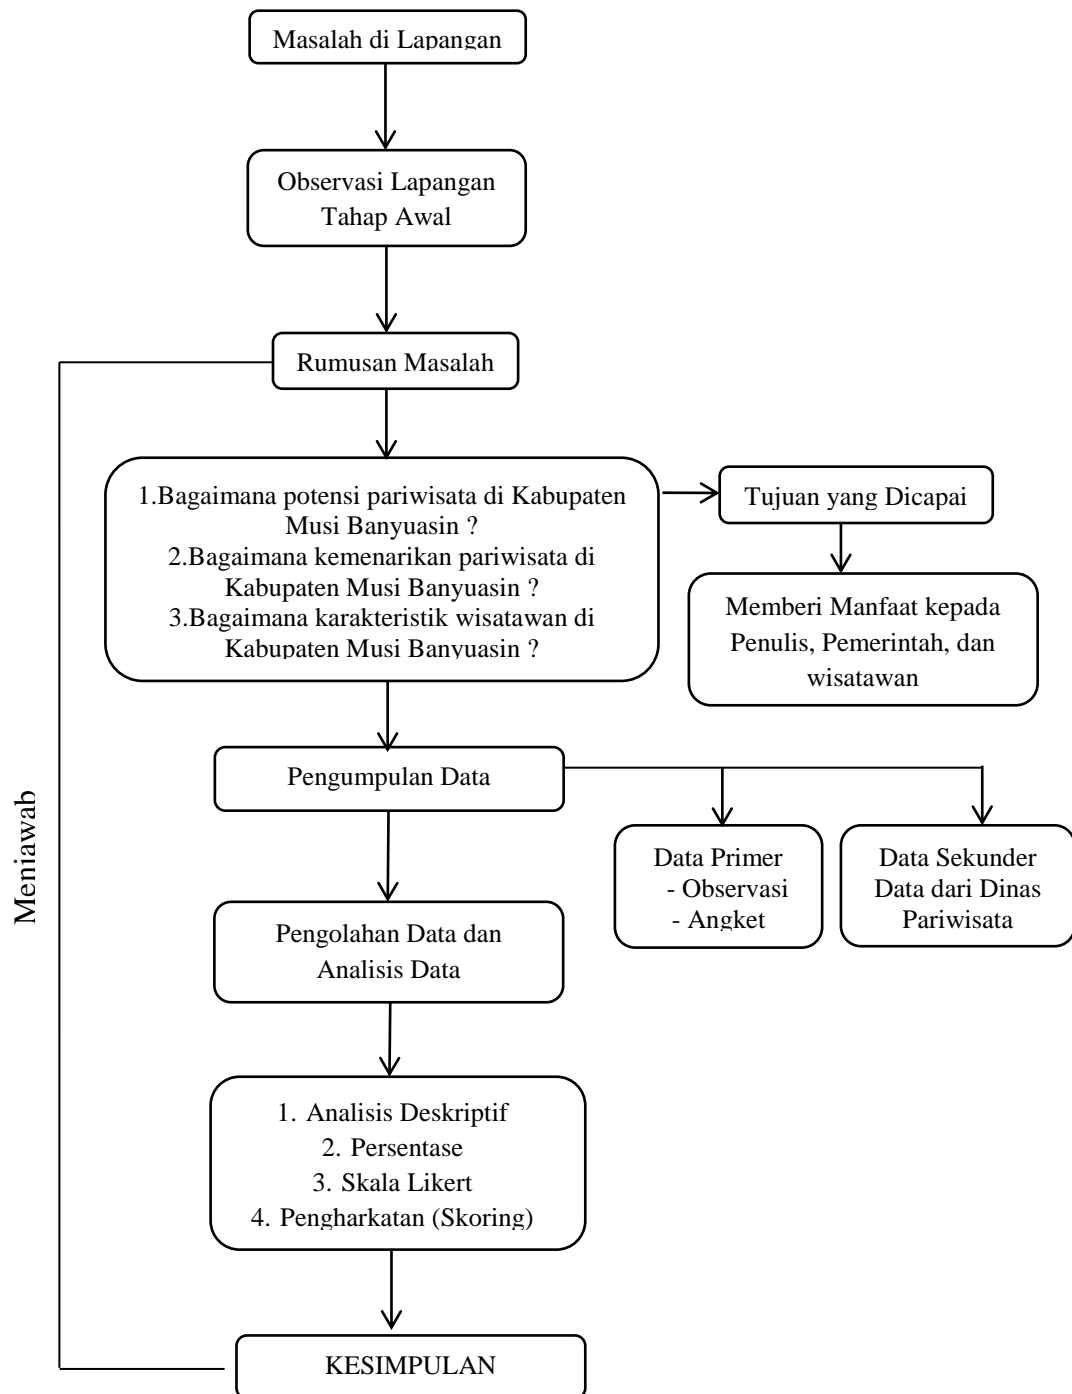 Masalah di Lapangan
Observasi Lapangan
Tahap Awal
Rumusan Masalah
1.Bagaimana potensi pariwisata di Kabupaten
Musi Banyuasin ?
2.Bagaimana kemenarikan pariwisata di
Kabupaten Musi Banyuasin ?
3.Bagaimana karakteristik wisatawan di
Kabupaten Musi Banyuasin ?
Tujuan yang Dicapai
Memberi Manfaat kepada
Penulis, Pemerintah, dan
wisatawan
Pengumpulan Data
Data Primer
- Observasi
- Angket
Data Sekunder
Data dari Dinas
Pariwisata
Menjawab
Pengolahan Data dan
Analisis Data
1. Analisis Deskriptif
2. Persentase
3. Skala Likert
4. Pengharkatan (Skoring)
KESIMPULAN